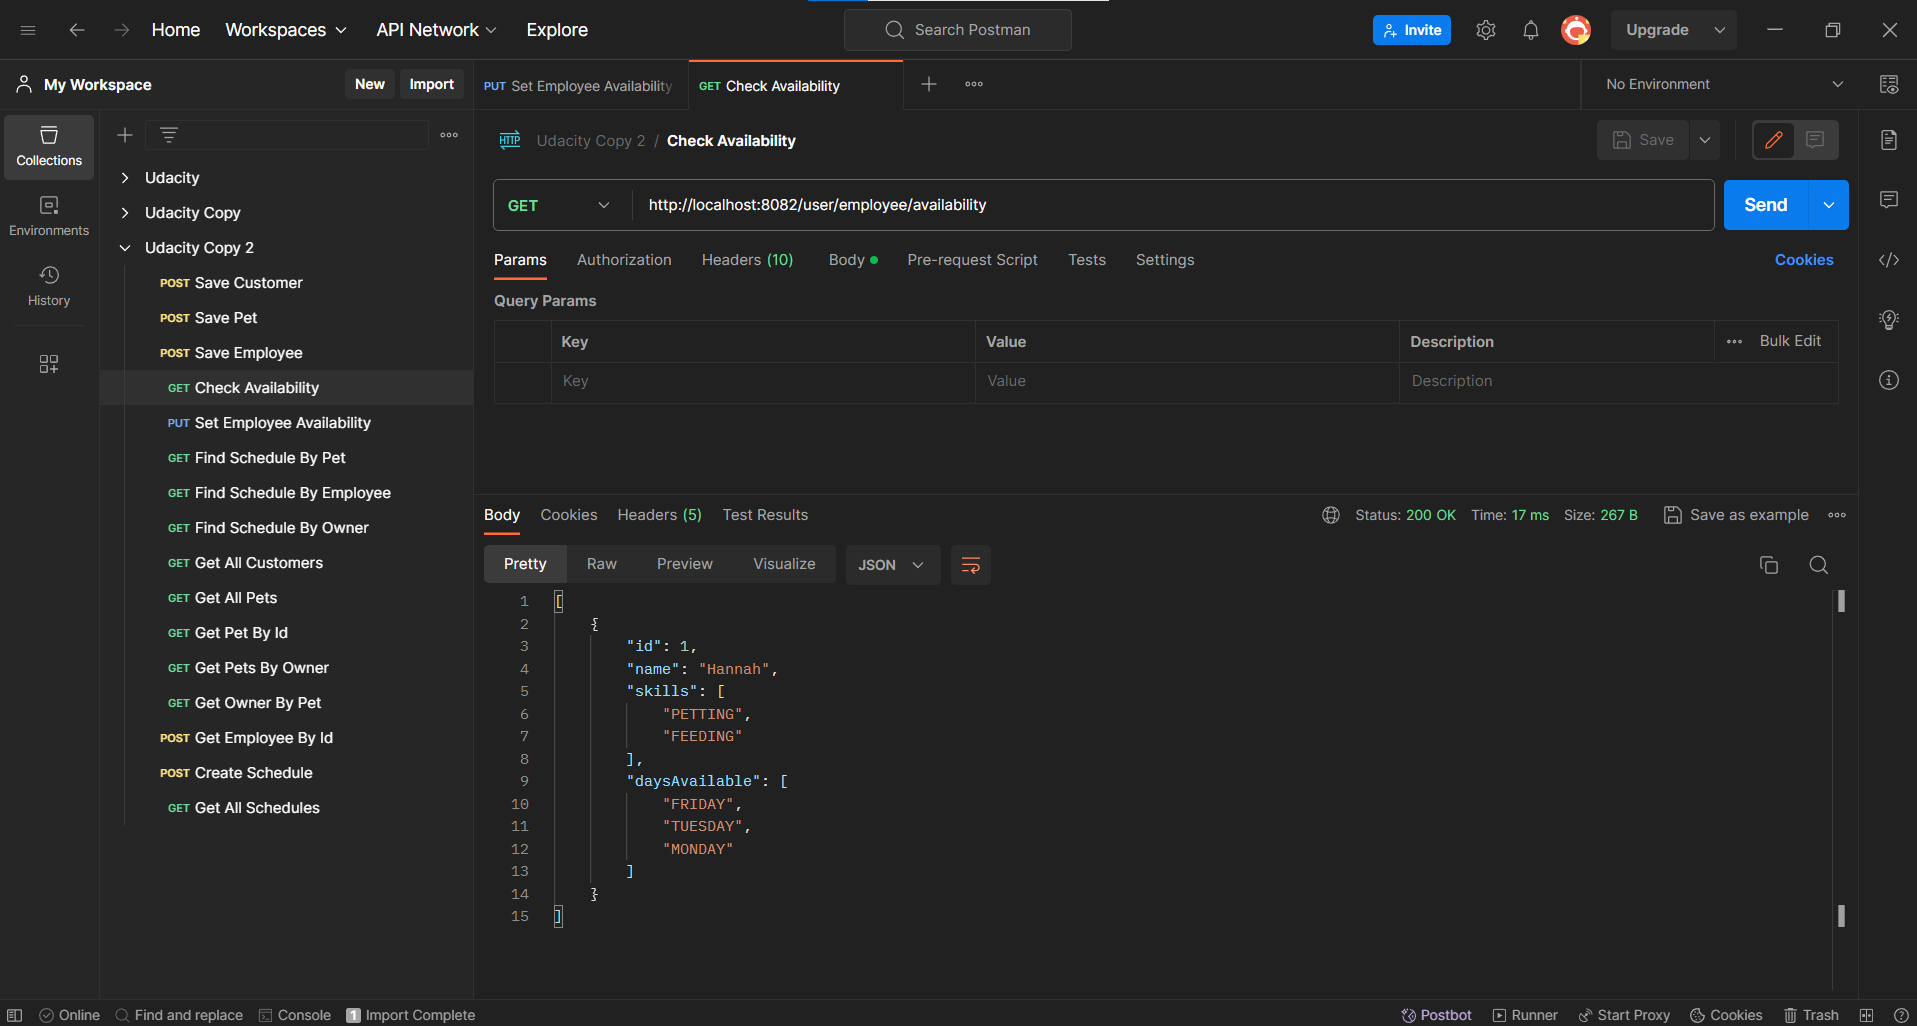 Home Workspaces API Network Explore Search Postman Invite Upgrade
My Workspace New Import PUT Set Employee Availability GET Check Availability No Environment
Collections
Environments
History
Udacity
Udacity Copy
Udacity Copy 2
POST Save Customer
POST Save Pet
POST Save Employee
GET Check Availability
PUT Set Employee Availability
GET Find Schedule By Pet
GET Find Schedule By Employee
GET Find Schedule By Owner
GET Get All Customers
GET Get All Pets
GET Get Pet By Id
GET Get Pets By Owner
GET Get Owner By Pet
POST Get Employee By Id
POST Create Schedule
GET Get All Schedules
HTTP Udacity Copy 2 / Check Availability Save
GET http://localhost:8082/user/employee/availability Send
Params Authorization Headers (10) Body Pre-request Script Tests Settings Cookies
Query Params
Key Value Description Bulk Edit
Key Value Description
Body Cookies Headers (5) Test Results Status: 200 OK Time: 17 ms Size: 267 B Save as example
Pretty Raw Preview Visualize JSON
1 [
2 {
3 "id": 1,
4 "name": "Hannah",
5 "skills": [
6 "PETTING",
7 "FEEDING"
8 ],
9 "daysAvailable": [
10 "FRIDAY",
11 "TUESDAY",
12 "MONDAY"
13 ]
14 }
15 ]
Online Find and replace Console 1 Import Complete Postbot Runner Start Proxy Cookies Trash